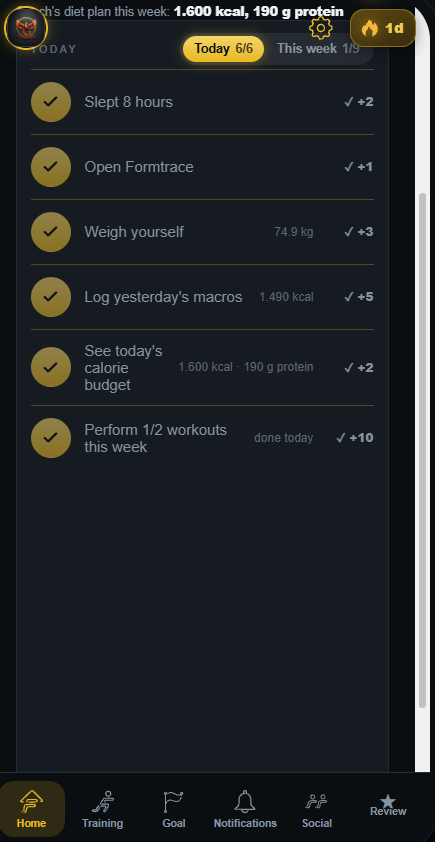 ch's diet plan this week: 1.600 kcal, 190 g protein
1d
TODAY
Today 6/6
This week 1/9
Slept 8 hours
✓ +2
Open Formtrace
✓ +1
Weigh yourself
74.9 kg
✓ +3
Log yesterday's macros
1.490 kcal
✓ +5
See today's
calorie
budget
1.600 kcal · 190 g protein
✓ +2
Perform 1/2 workouts
this week
done today
✓ +10
Home
Training
Goal
Notifications
Social
Review